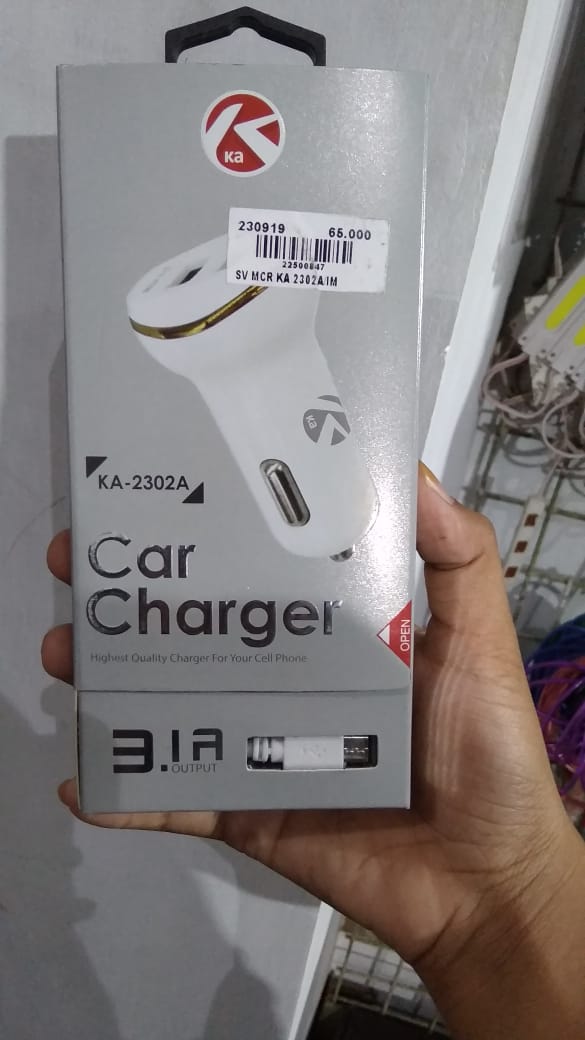 ka
230919 65.000
22500847
SV MCR KA 2302A/IM
ka
KA-2302A
Car
Charger
Highest Quality Charger For Your Cell Phone
OPEN
3.1A
OUTPUT